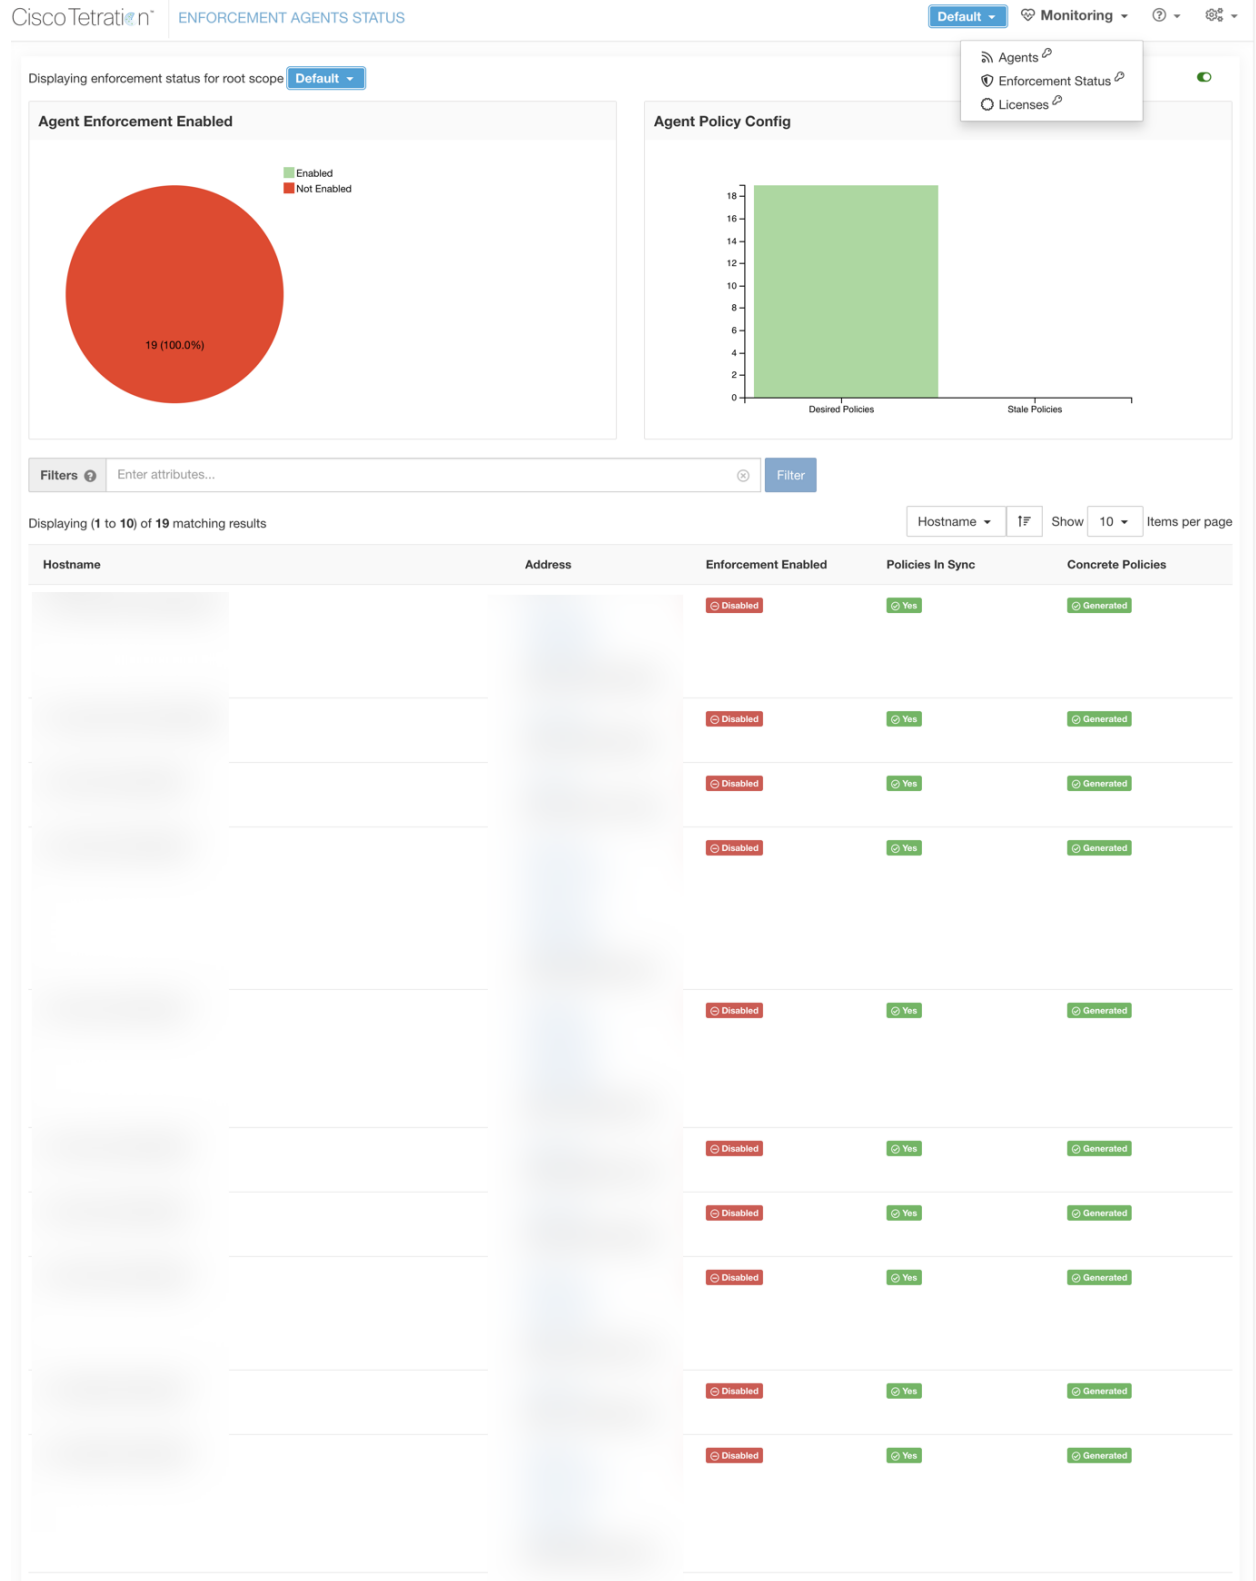 Cisco Tetration™ ENFORCEMENT AGENTS STATUS Default Monitoring
Agents
Enforcement Status
Licenses
Displaying enforcement status for root scope Default
Agent Enforcement Enabled
Enabled
Not Enabled
19 (100.0%)
Agent Policy Config
18
16
14
12
10
8
6
4
2
0
Desired Policies Stale Policies
Filters Enter attributes... Filter
Displaying (1 to 10) of 19 matching results Hostname Show 10 Items per page
Hostname Address Enforcement Enabled Policies In Sync Concrete Policies
Disabled Yes Generated
Disabled Yes Generated
Disabled Yes Generated
Disabled Yes Generated
Disabled Yes Generated
Disabled Yes Generated
Disabled Yes Generated
Disabled Yes Generated
Disabled Yes Generated
Disabled Yes Generated